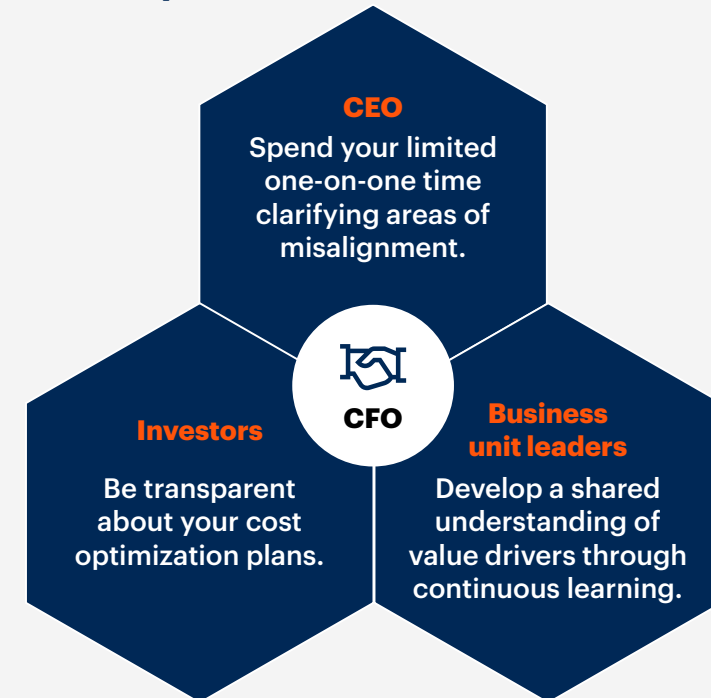 CEO
Spend your limited
one-on-one time
clarifying areas of
misalignment.
CFO
Investors
Be transparent
about your cost
optimization plans.
Business
unit leaders
Develop a shared
understanding of
value drivers through
continuous learning.